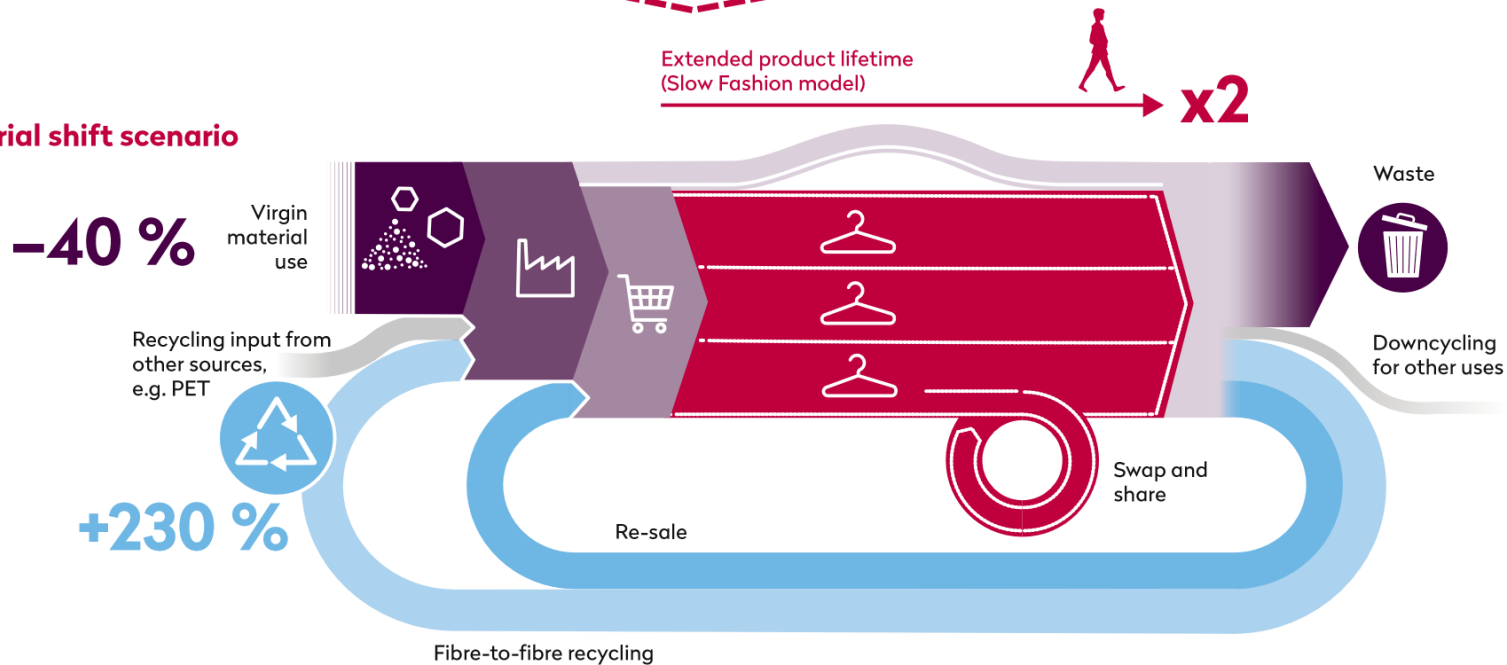 Extended product lifetime
(Slow Fashion model)
x2
rial shift scenario
–40 %
Virgin
material
use
Waste
Recycling input from
other sources,
e.g. PET
Downcycling
for other uses
+230 %
Swap and
share
Re-sale
Fibre-to-fibre recycling